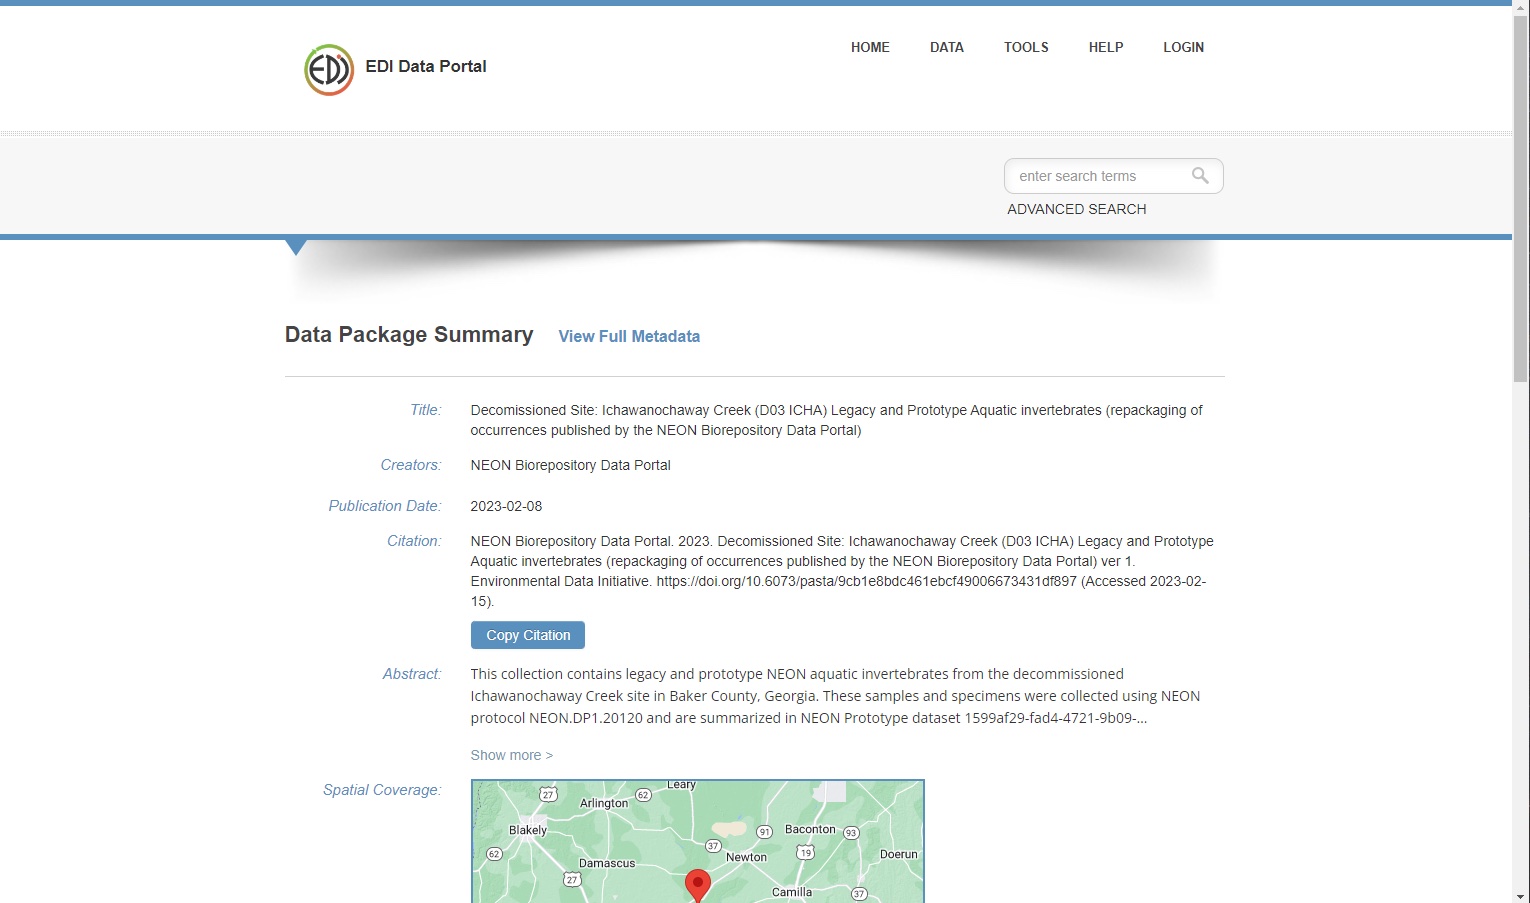 EDI EDI Data Portal
HOME DATA TOOLS HELP LOGIN
enter search terms
ADVANCED SEARCH
Data Package Summary View Full Metadata
Title: Decomissioned Site: Ichawanochaway Creek (D03 ICHA) Legacy and Prototype Aquatic invertebrates (repackaging of
occurrences published by the NEON Biorepository Data Portal)
Creators: NEON Biorepository Data Portal
Publication Date: 2023-02-08
Citation: NEON Biorepository Data Portal. 2023. Decomissioned Site: Ichawanochaway Creek (D03 ICHA) Legacy and Prototype
Aquatic invertebrates (repackaging of occurrences published by the NEON Biorepository Data Portal) ver 1.
Environmental Data Initiative. https://doi.org/10.6073/pasta/9cb1e8bdc461ebcf49006673431df897 (Accessed 2023-02-
15).
Copy Citation
Abstract: This collection contains legacy and prototype NEON aquatic invertebrates from the decommissioned
Ichawanochaway Creek site in Baker County, Georgia. These samples and specimens were collected using NEON
protocol NEON.DP1.20120 and are summarized in NEON Prototype dataset 1599af29-fad4-4721-9b09-...
Show more >
Spatial Coverage:
Leary
27
62
Arlington
Blakely
91
Baconton
93
37
62
Damascus
Newton
19
Doerun
27
Camilla
37